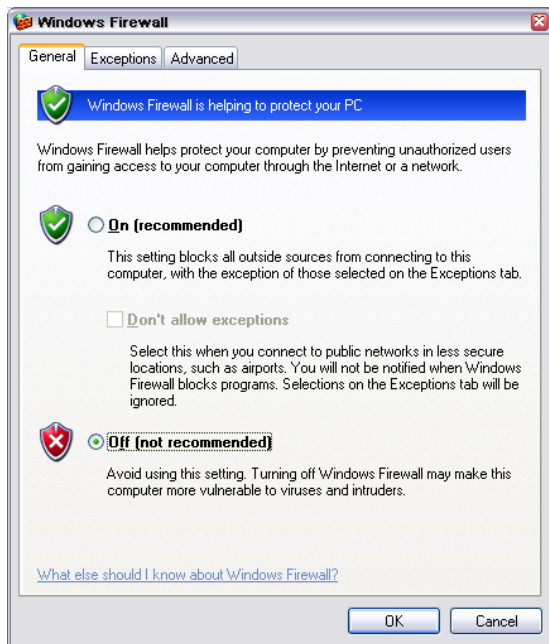 Windows Firewall
General Exceptions Advanced
Windows Firewall is helping to protect your PC
Windows Firewall helps protect your computer by preventing unauthorized users
from gaining access to your computer through the Internet or a network.
On (recommended)
This setting blocks all outside sources from connecting to this
computer, with the exception of those selected on the Exceptions tab.
Don't allow exceptions
Select this when you connect to public networks in less secure
locations, such as airports. You will not be notified when Windows
Firewall blocks programs. Selections on the Exceptions tab will be
ignored.
Off (not recommended)
Avoid using this setting. Turning off Windows Firewall may make this
computer more vulnerable to viruses and intruders.
What else should I know about Windows Firewall?
OK Cancel